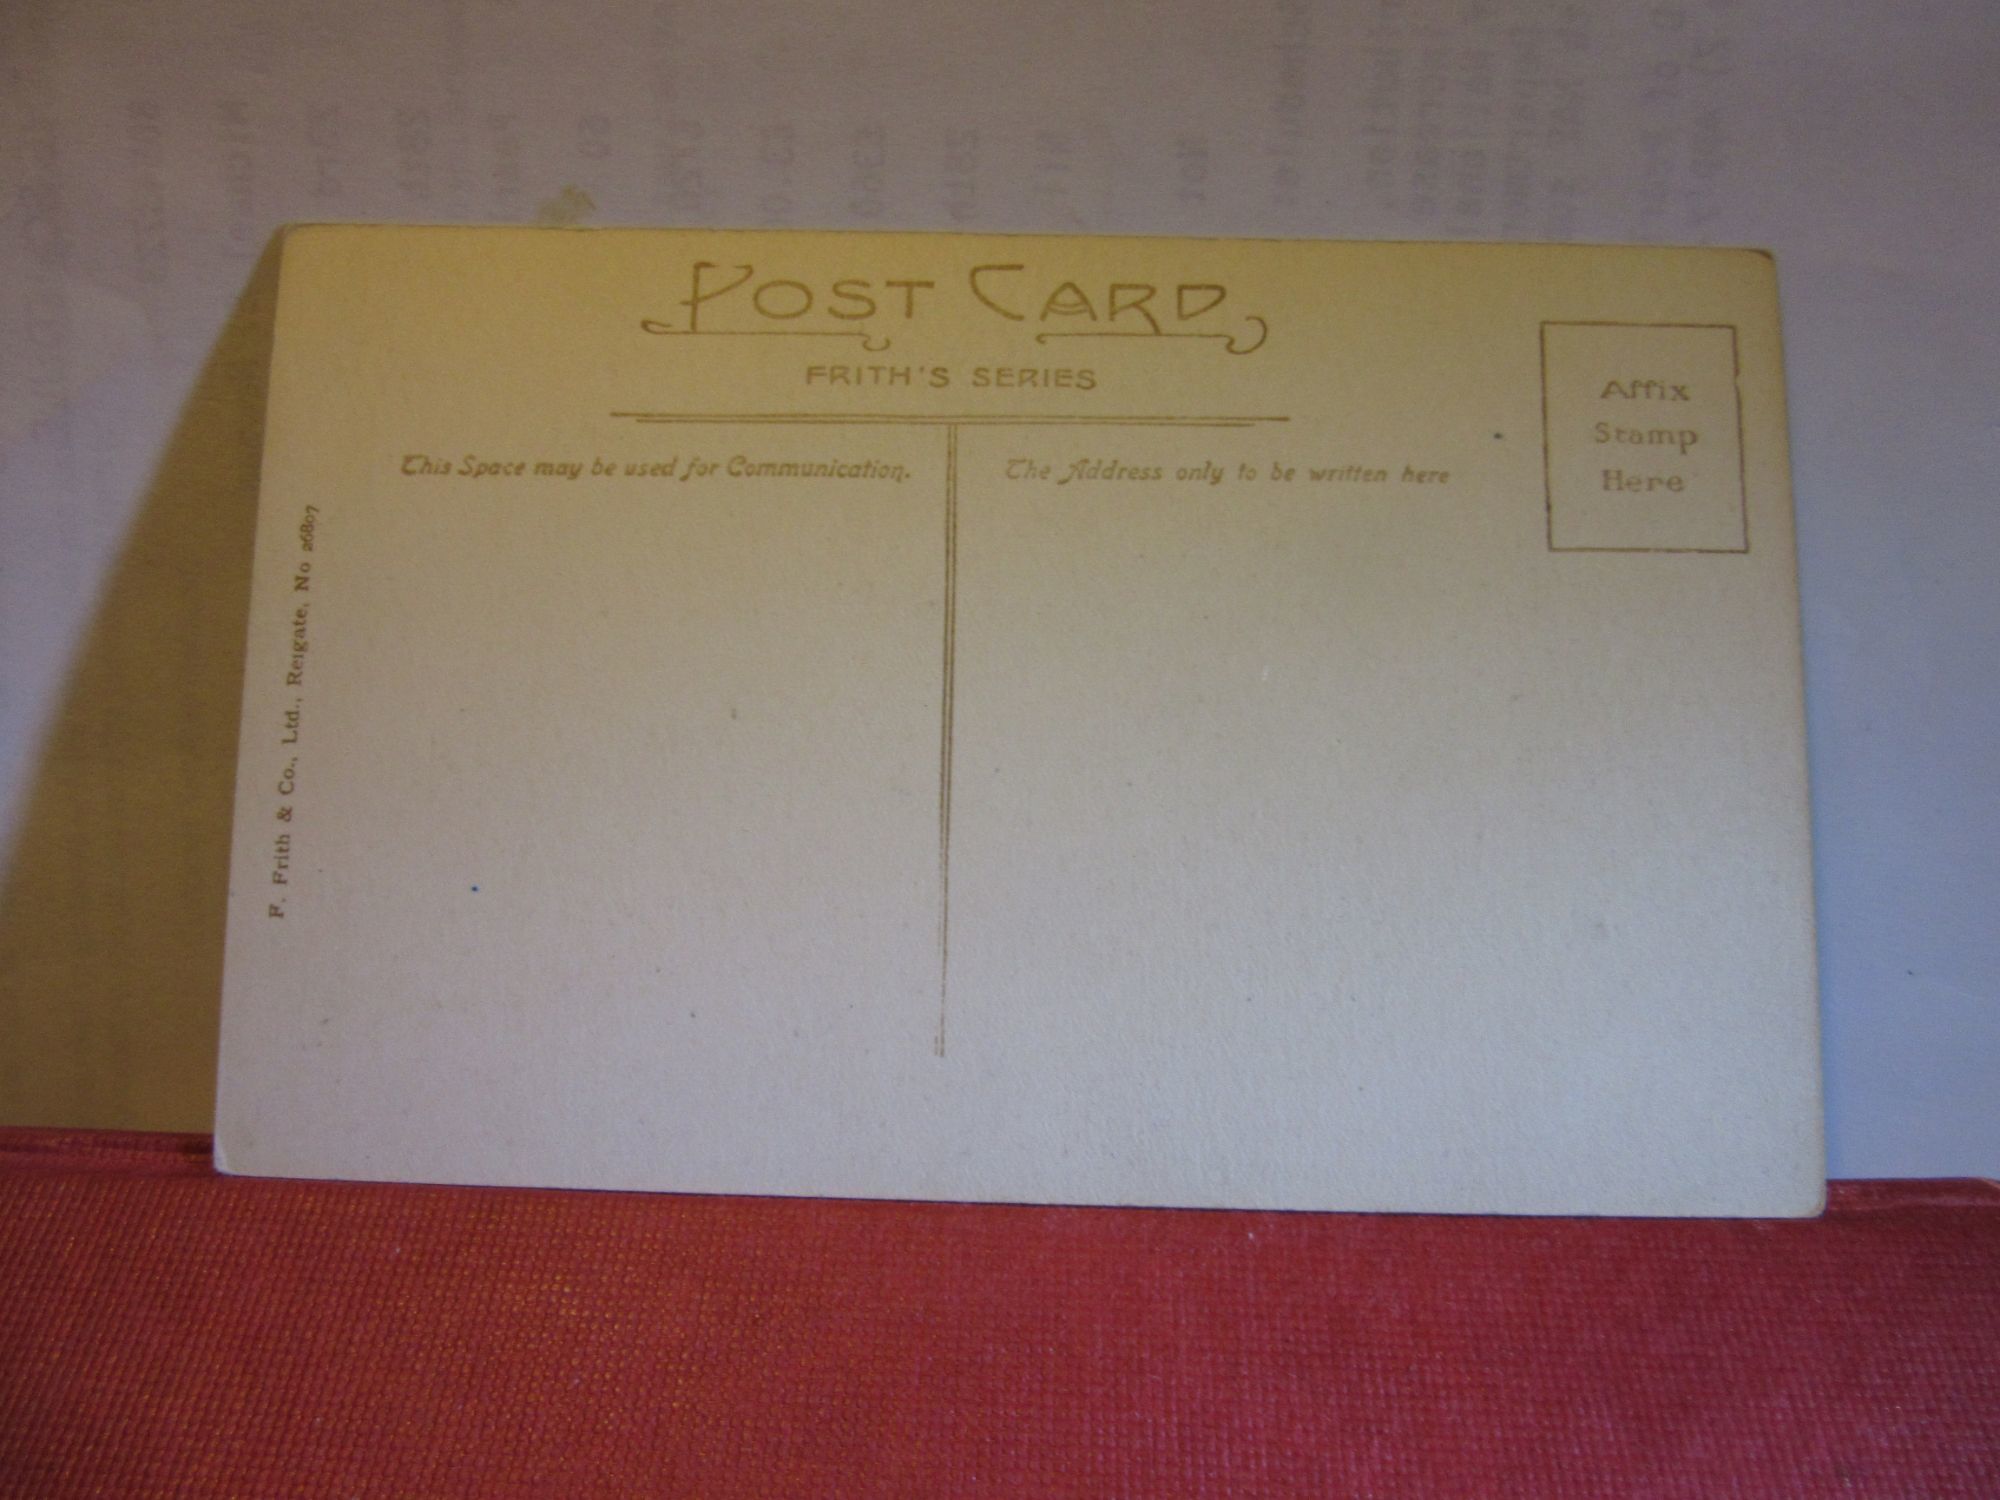 POST CARD
FRITH'S SERIES
This Space may be used for Communication.
The Address only to be written here
Affix
Stamp
Here
F. Frith & Co., Ltd., Reigate, No 26807